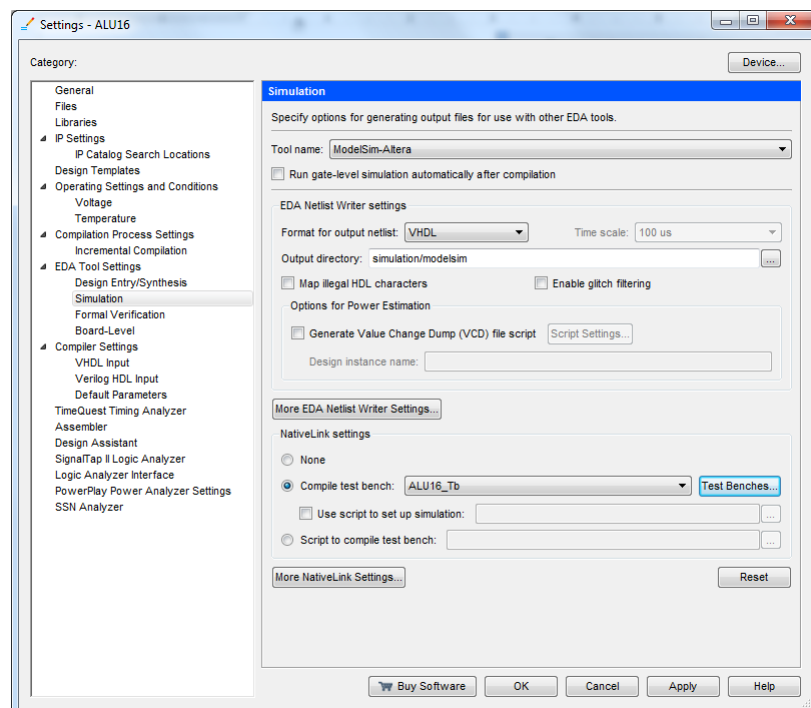 Settings - ALU16
Category:
Device...
General
Files
Libraries
IP Settings
IP Catalog Search Locations
Design Templates
Operating Settings and Conditions
Voltage
Temperature
Compilation Process Settings
Incremental Compilation
EDA Tool Settings
Design Entry/Synthesis
Simulation
Formal Verification
Board-Level
Compiler Settings
VHDL Input
Verilog HDL Input
Default Parameters
TimeQuest Timing Analyzer
Assembler
Design Assistant
SignalTap II Logic Analyzer
Logic Analyzer Interface
PowerPlay Power Analyzer Settings
SSN Analyzer
Simulation
Specify options for generating output files for use with other EDA tools.
Tool name: ModelSim-Altera
Run gate-level simulation automatically after compilation
EDA Netlist Writer settings
Format for output netlist: VHDL Time scale: 100 us
Output directory: simulation/modelsim ...
Map illegal HDL characters Enable glitch filtering
Options for Power Estimation
Generate Value Change Dump (VCD) file script Script Settings...
Design instance name:
More EDA Netlist Writer Settings...
NativeLink settings
None
Compile test bench: ALU16_Tb Test Benches...
Use script to set up simulation: ...
Script to compile test bench: ...
More NativeLink Settings... Reset
Buy Software OK Cancel Apply Help